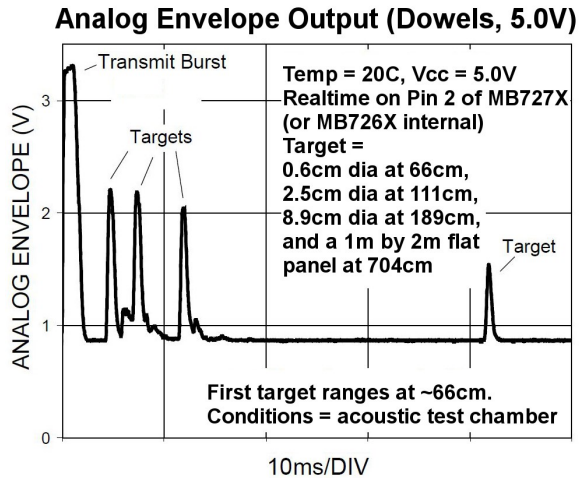 Analog Envelope Output (Dowels, 5.0V)
Transmit Burst
Temp = 20C, Vcc = 5.0V
Realtime on Pin 2 of MB727X
(or MB726X internal)
Target =
0.6cm dia at 66cm,
2.5cm dia at 111cm,
8.9cm dia at 189cm,
and a 1m by 2m flat
panel at 704cm
Targets
Target
ANALOG ENVELOPE (V)
3
2
1
0
First target ranges at ~66cm.
Conditions = acoustic test chamber
10ms/DIV